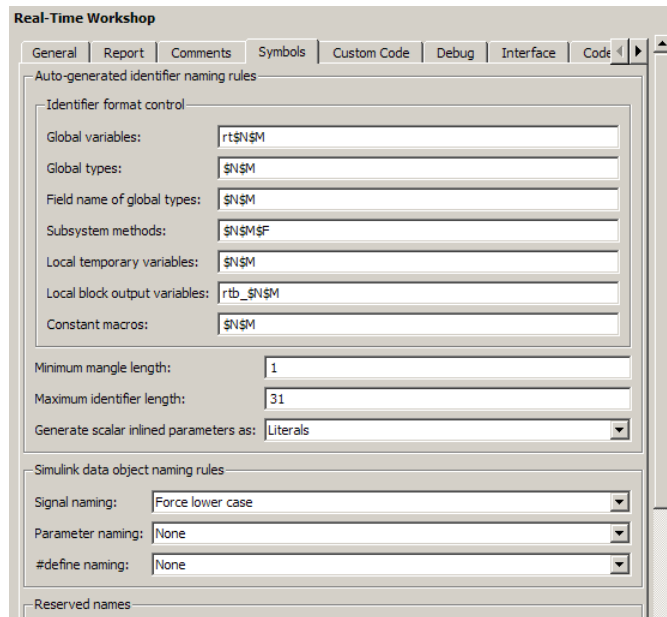 Real-Time Workshop
General Report Comments Symbols Custom Code Debug Interface Code
Auto-generated identifier naming rules
Identifier format control
Global variables: rt$N$M
Global types: $N$M
Field name of global types: $N$M
Subsystem methods: $N$M$F
Local temporary variables: $N$M
Local block output variables: rtb_$N$M
Constant macros: $N$M
Minimum mangle length: 1
Maximum identifier length: 31
Generate scalar inlined parameters as: Literals
Simulink data object naming rules
Signal naming: Force lower case
Parameter naming: None
#define naming: None
Reserved names